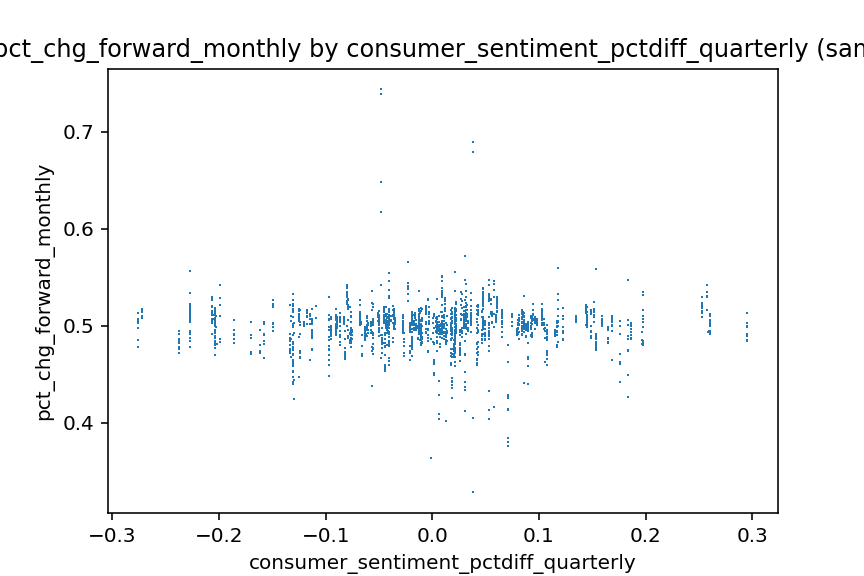 pct_chg_forward_monthly by consumer_sentiment_pctdiff_quarterly (sam
0.7
0.6
0.5
0.4
pct_chg_forward_monthly
−0.3 −0.2 −0.1 0.0 0.1 0.2 0.3
consumer_sentiment_pctdiff_quarterly